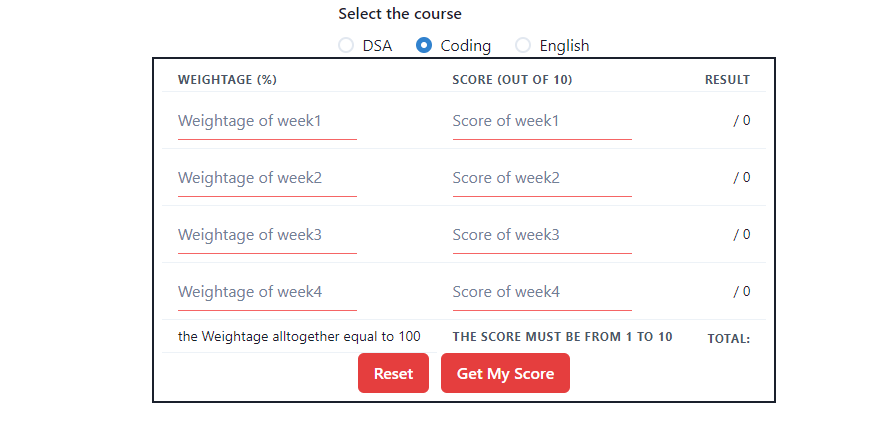 Select the course
DSA Coding English
WEIGHTAGE (%) SCORE (OUT OF 10) RESULT
Weightage of week1 Score of week1 / 0
Weightage of week2 Score of week2 / 0
Weightage of week3 Score of week3 / 0
Weightage of week4 Score of week4 / 0
the Weightage alltogether equal to 100 THE SCORE MUST BE FROM 1 TO 10 TOTAL:
Reset Get My Score